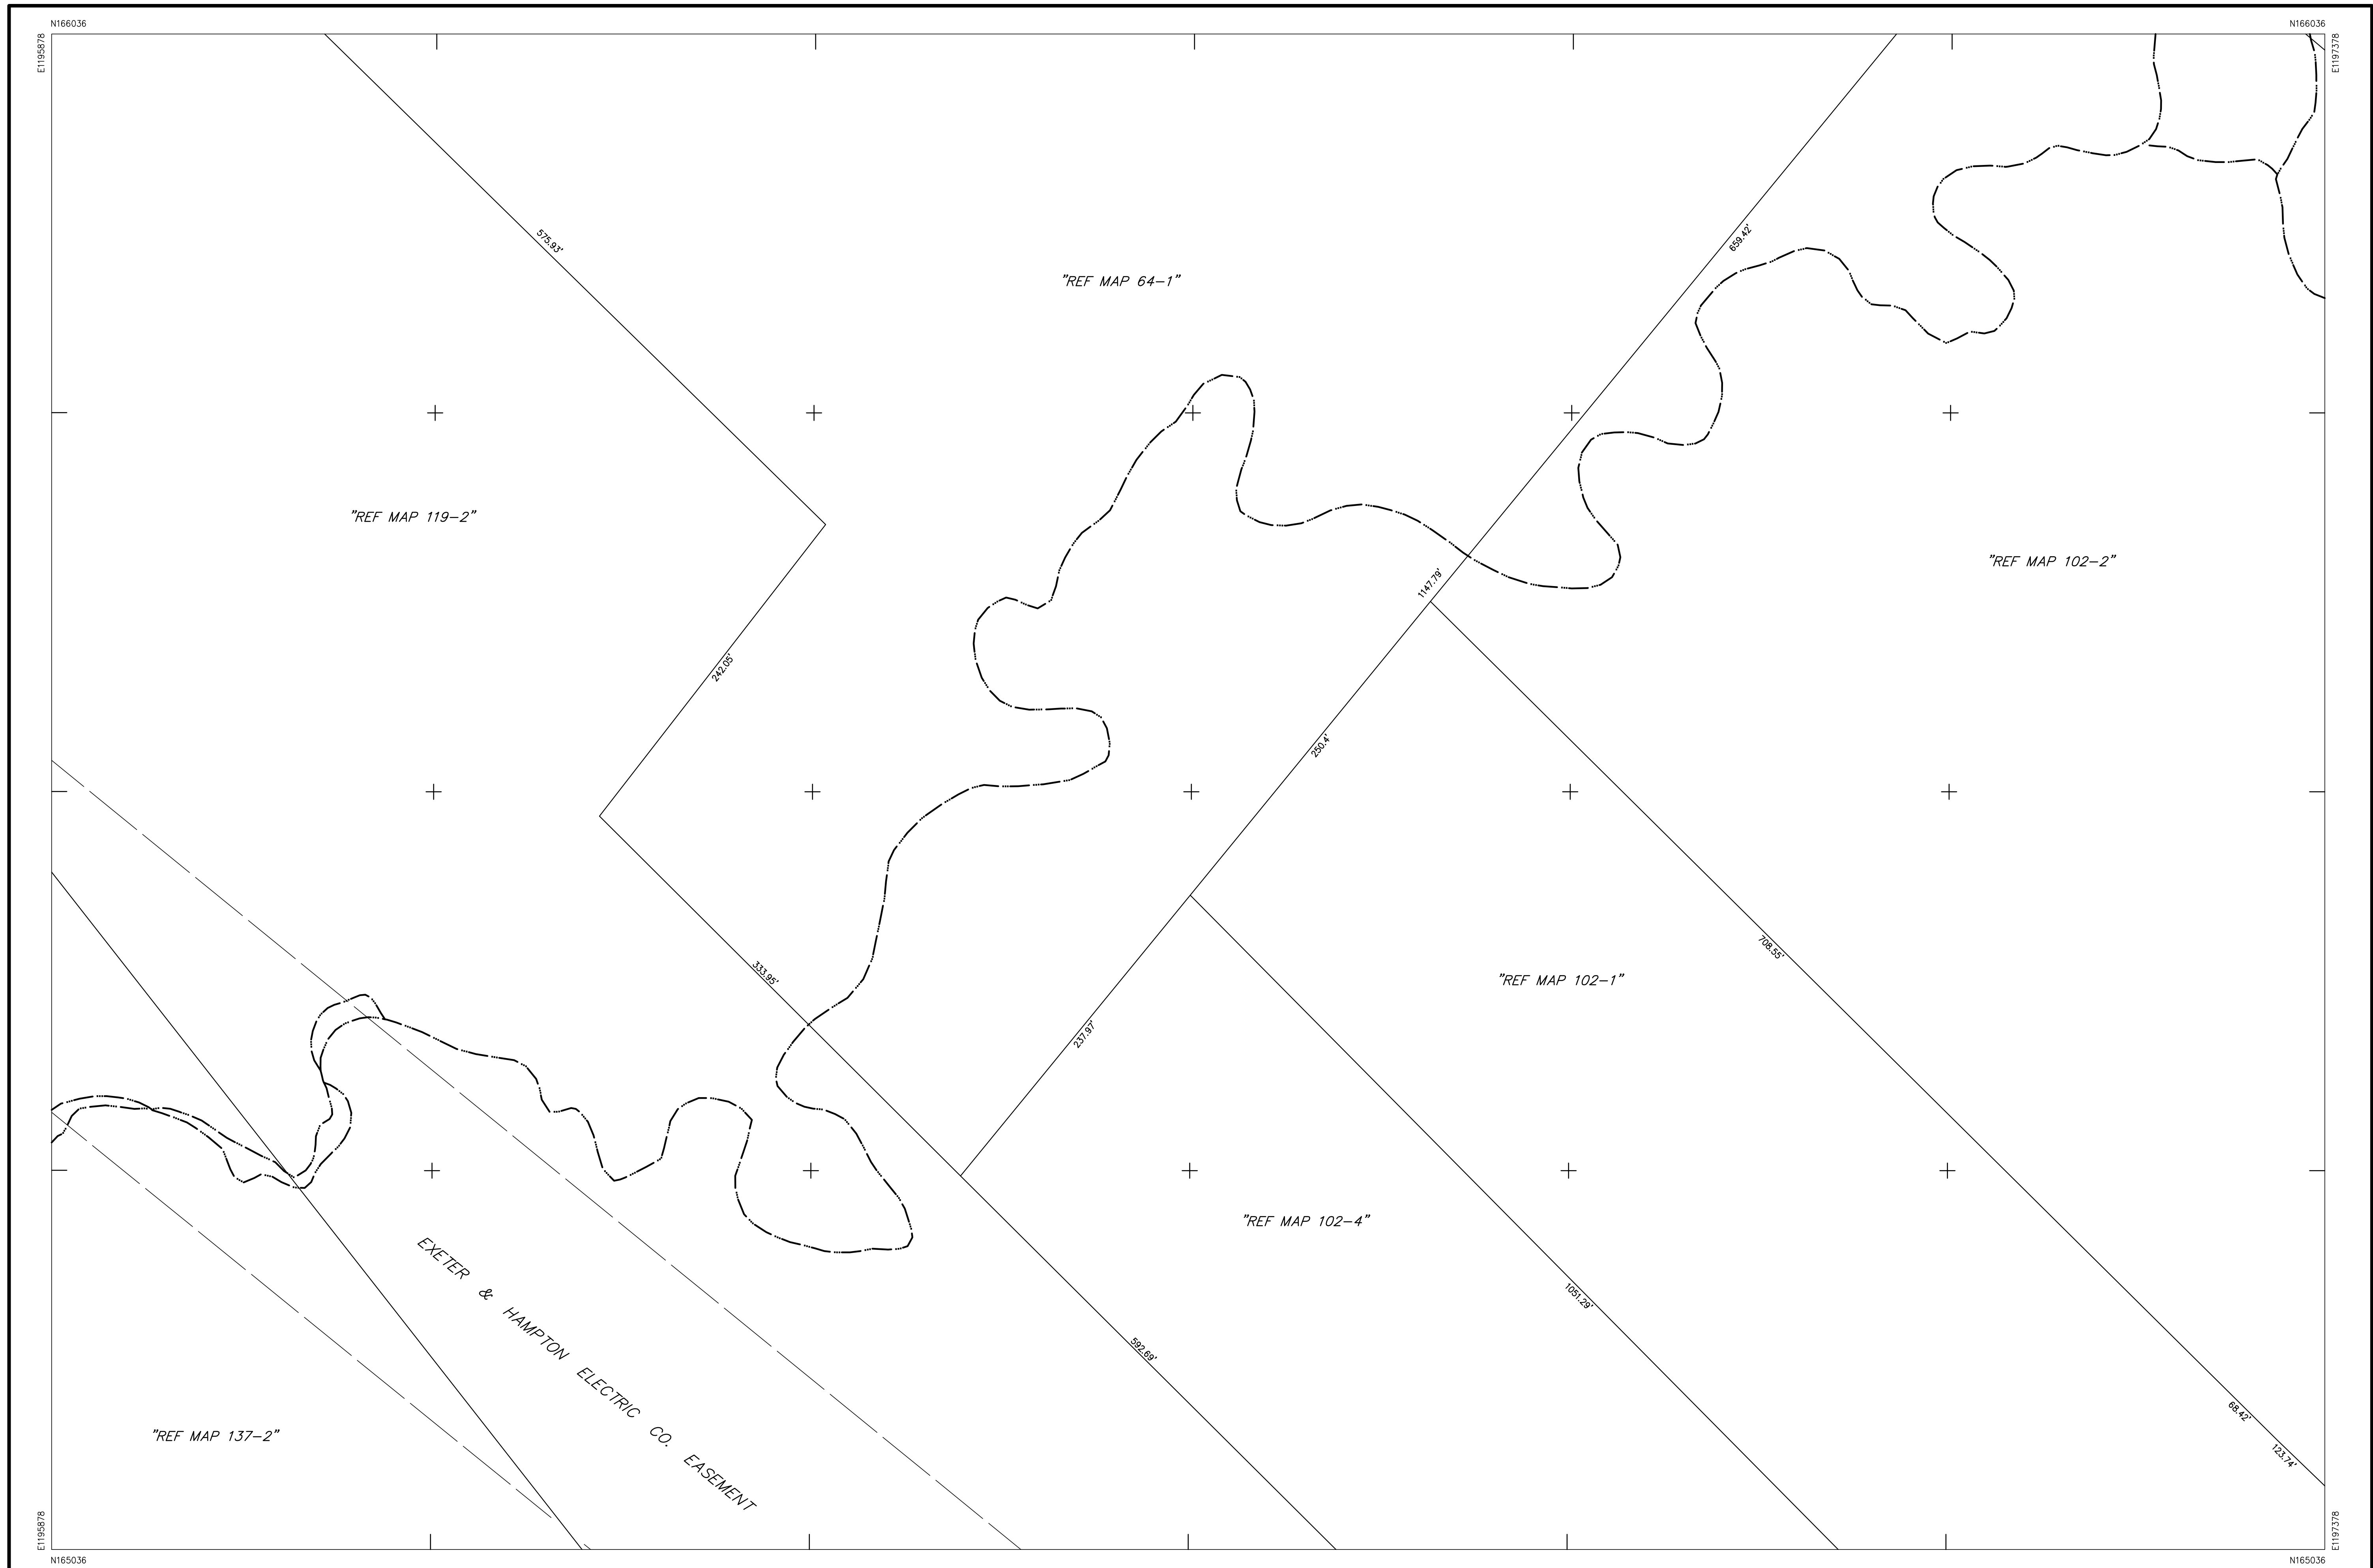 N166036
N166036
E1195878
E1197378
575.93'
659.42'
"REF MAP 64-1"
"REF MAP 119-2"
"REF MAP 102-2"
1147.79'
242.05'
250.4'
708.55'
333.95'
"REF MAP 102-1"
237.97'
"REF MAP 102-4"
EXETER & HAMPTON ELECTRIC CO. EASEMENT
1051.29'
592.69'
68.42'
"REF MAP 137-2"
123.74'
E1195878
E1197378
N165036
N165036